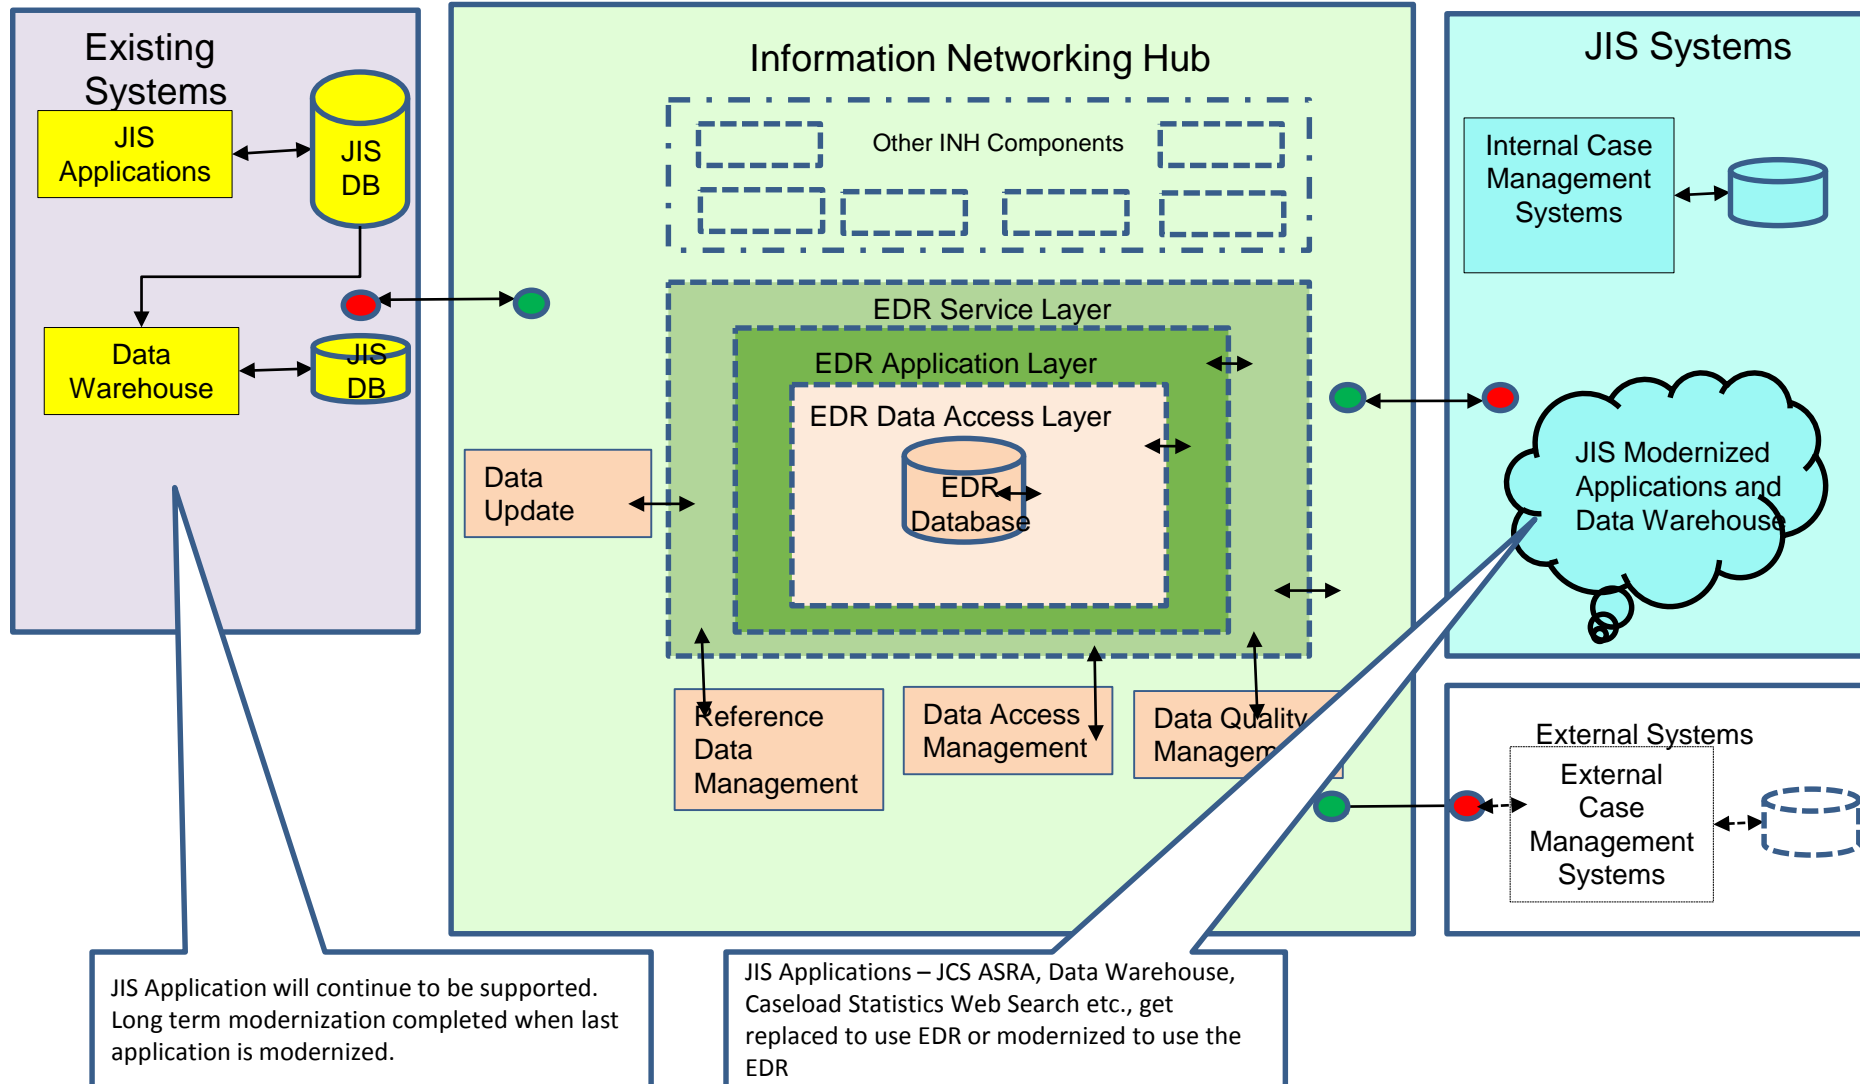 Existing
Systems
JIS
Applications
JIS
DB
Data
Warehouse
JIS
DB
Information Networking Hub
Other INH Components
EDR Service Layer
EDR Application Layer
EDR Data Access Layer
EDR
Database
Data
Update
Reference
Data
Management
Data Access
Management
Data Quality
Managem
JIS Systems
Internal Case
Management
Systems
JIS Modernized
Applications and
Data Warehouse
External Systems
External
Case
Management
Systems
JIS Application will continue to be supported.
Long term modernization completed when last
application is modernized.
JIS Applications – JCS ASRA, Data Warehouse,
Caseload Statistics Web Search etc., get
replaced to use EDR or modernized to use the
EDR